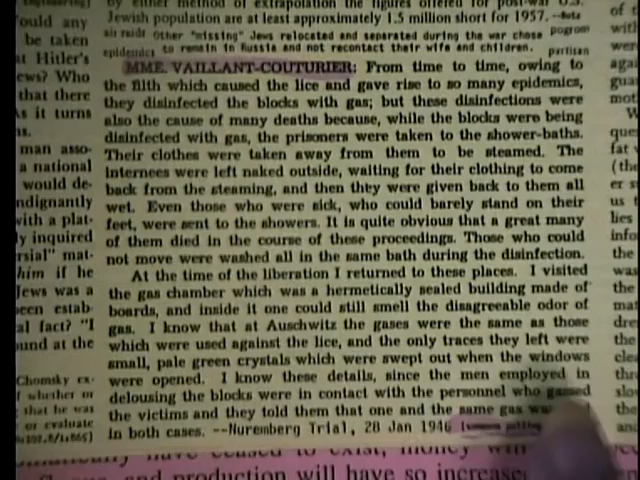 by either method of extrapolation the figures offered for post-war U.S.
Jewish population are at least approximately 1.5 million short for 1957.
air raids Other "missing" Jews relocated and separated during the war chose pogrom
epidemics to remain in Russia and not recontact their wife and children. partisan
MME. VAILLANT-COUTURIER: From time to time, owing to
the filth which caused the lice and gave rise to so many epidemics,
they disinfected the blocks with gas; but these disinfections were
also the cause of many deaths because, while the blocks were being
disinfected with gas, the prisoners were taken to the shower-baths.
Their clothes were taken away from them to be steamed. The
internees were left naked outside, waiting for their clothing to come
back from the steaming, and then they were given back to them all
wet. Even those who were sick, who could barely stand on their
feet, were sent to the showers. It is quite obvious that a great many
of them died in the course of these proceedings. Those who could
not move were washed all in the same bath during the disinfection.
At the time of the liberation I returned to these places. I visited
the gas chamber which was a hermetically sealed building made of
boards, and inside it one could still smell the disagreeable odor of
gas. I know that at Auschwitz the gases were the same as those
which were used against the lice, and the only traces they left were
small, pale green crystals which were swept out when the windows
were opened. I know these details, since the men employed in
delousing the blocks were in contact with the personnel who gassed
the victims and they told them that one and the same gas was
in both cases. --Nuremberg Trial, 28 Jan 1946
ould any
be taken
at Hitler's
ews? Who
that there
As it turns
as.
man asso-
a national
would de-
ndignantly
with a plat-
ly inquired
rsial" mat-
him if he
Jews was a
been estab-
al fact? "I
und at the
Chomsky ex-
f whether or
that he was
or evaluate
and production will have so increase